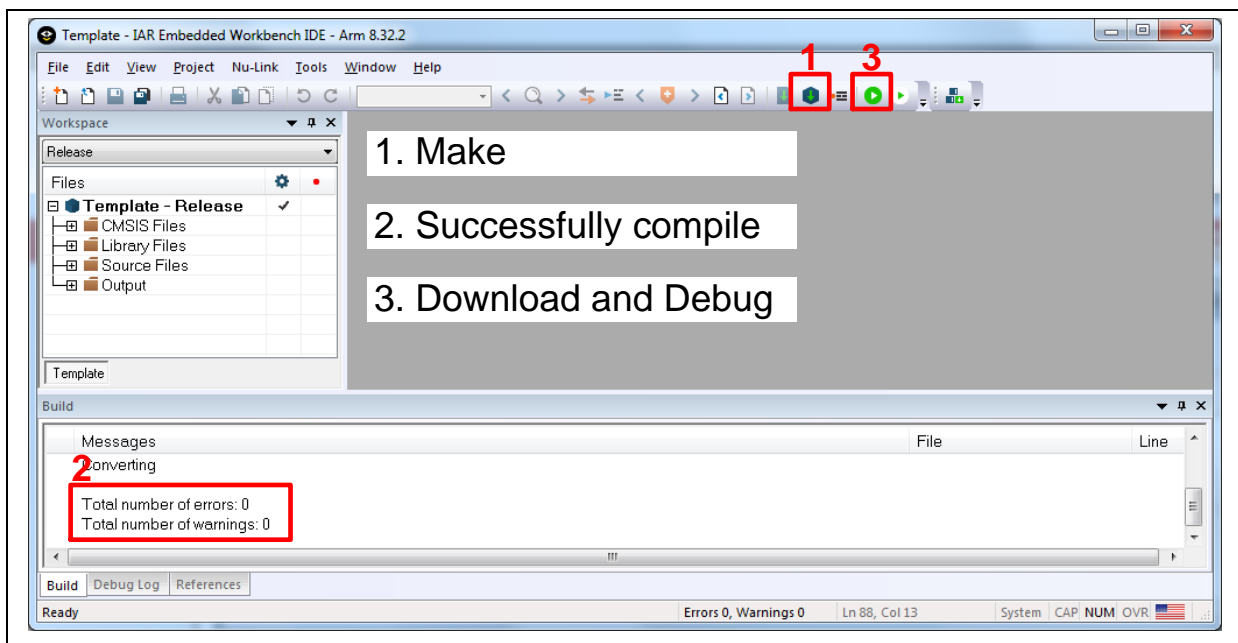 Template - IAR Embedded Workbench IDE - Arm 8.32.2
File Edit View Project Nu-Link Tools Window Help
1 3
Workspace
Release
Files
Template - Release
CMSIS Files
Library Files
Source Files
Output
Template
1. Make
2. Successfully compile
3. Download and Debug
Build
Messages File Line
Converting
2
Total number of errors: 0
Total number of warnings: 0
Build Debug Log References
Ready Errors 0, Warnings 0 Ln 88, Col 13 System CAP NUM OVR